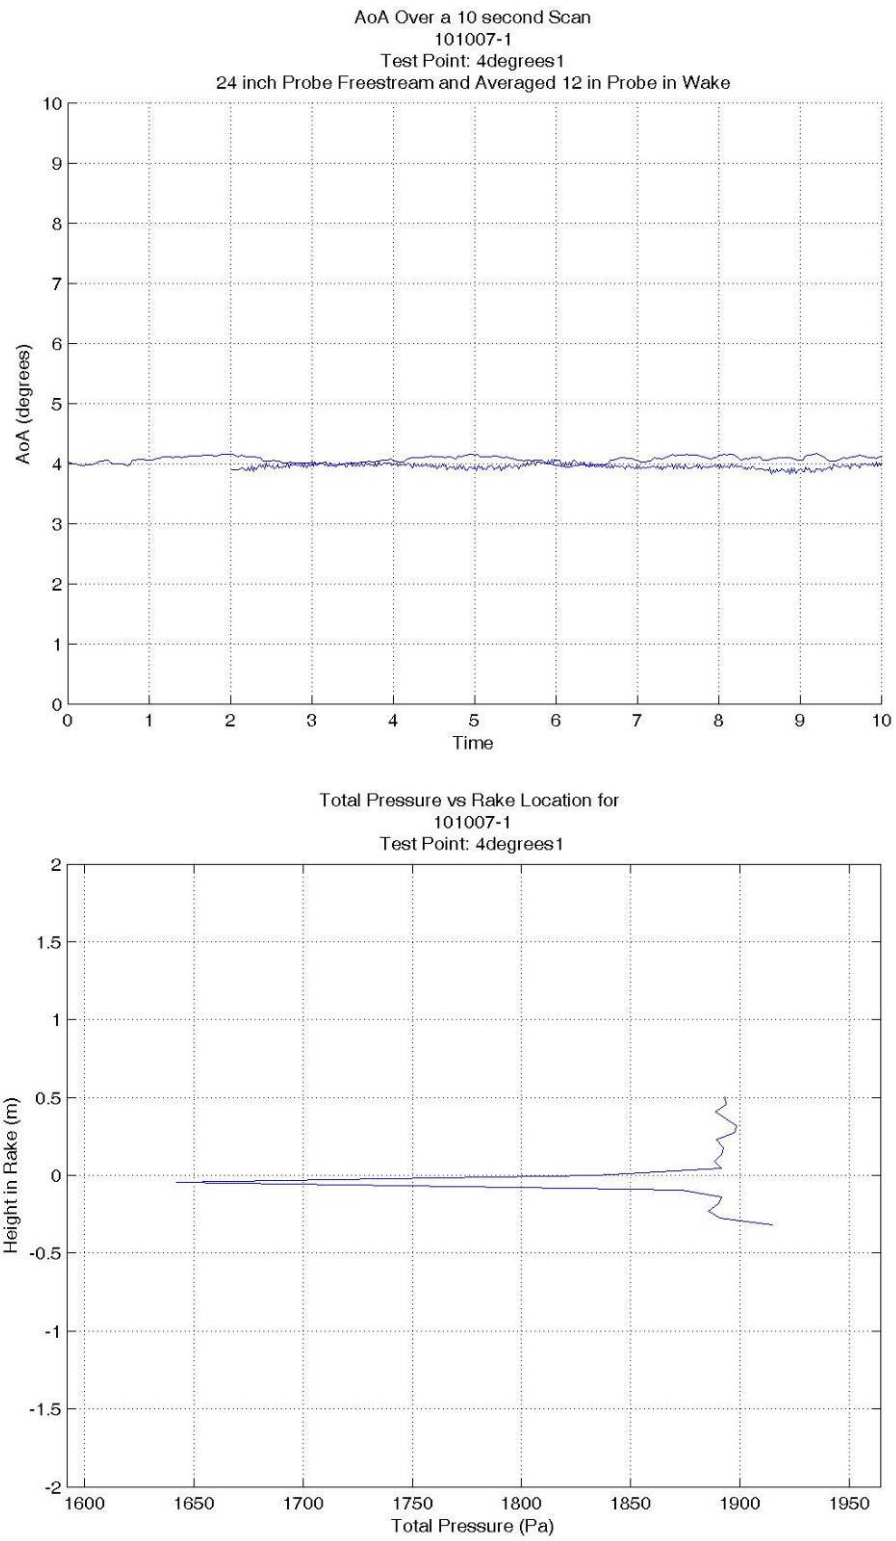 AoA Over a 10 second Scan
101007-1
Test Point: 4degrees1
24 inch Probe Freestream and Averaged 12 in Probe in Wake
10
9
8
7
6
5
4
3
2
1
0
AoA (degrees)
0 1 2 3 4 5 6 7 8 9 10
Time
Total Pressure vs Rake Location for
101007-1
Test Point: 4degrees1
2
1.5
1
0.5
0
-0.5
-1
-1.5
-2
Height in Rake (m)
1600 1650 1700 1750 1800 1850 1900 1950
Total Pressure (Pa)